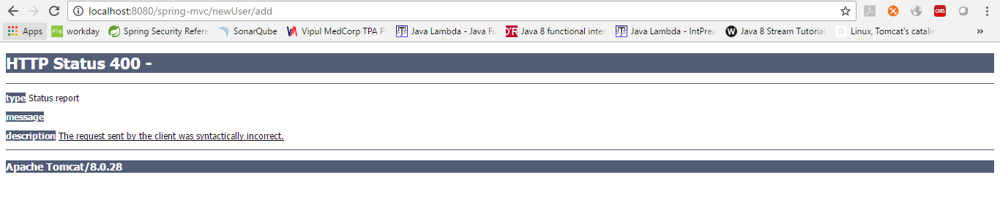 localhost:8080/spring-mvc/newUser/add
Apps workday Spring Security Refere SonarQube Vipul MedCorp TPA P Java Lambda - Java Fu Java 8 functional inter Java Lambda - IntPred Java 8 Stream Tutorial Linux, Tomcat's catalin »
HTTP Status 400 -
type Status report
message
description The request sent by the client was syntactically incorrect.
Apache Tomcat/8.0.28